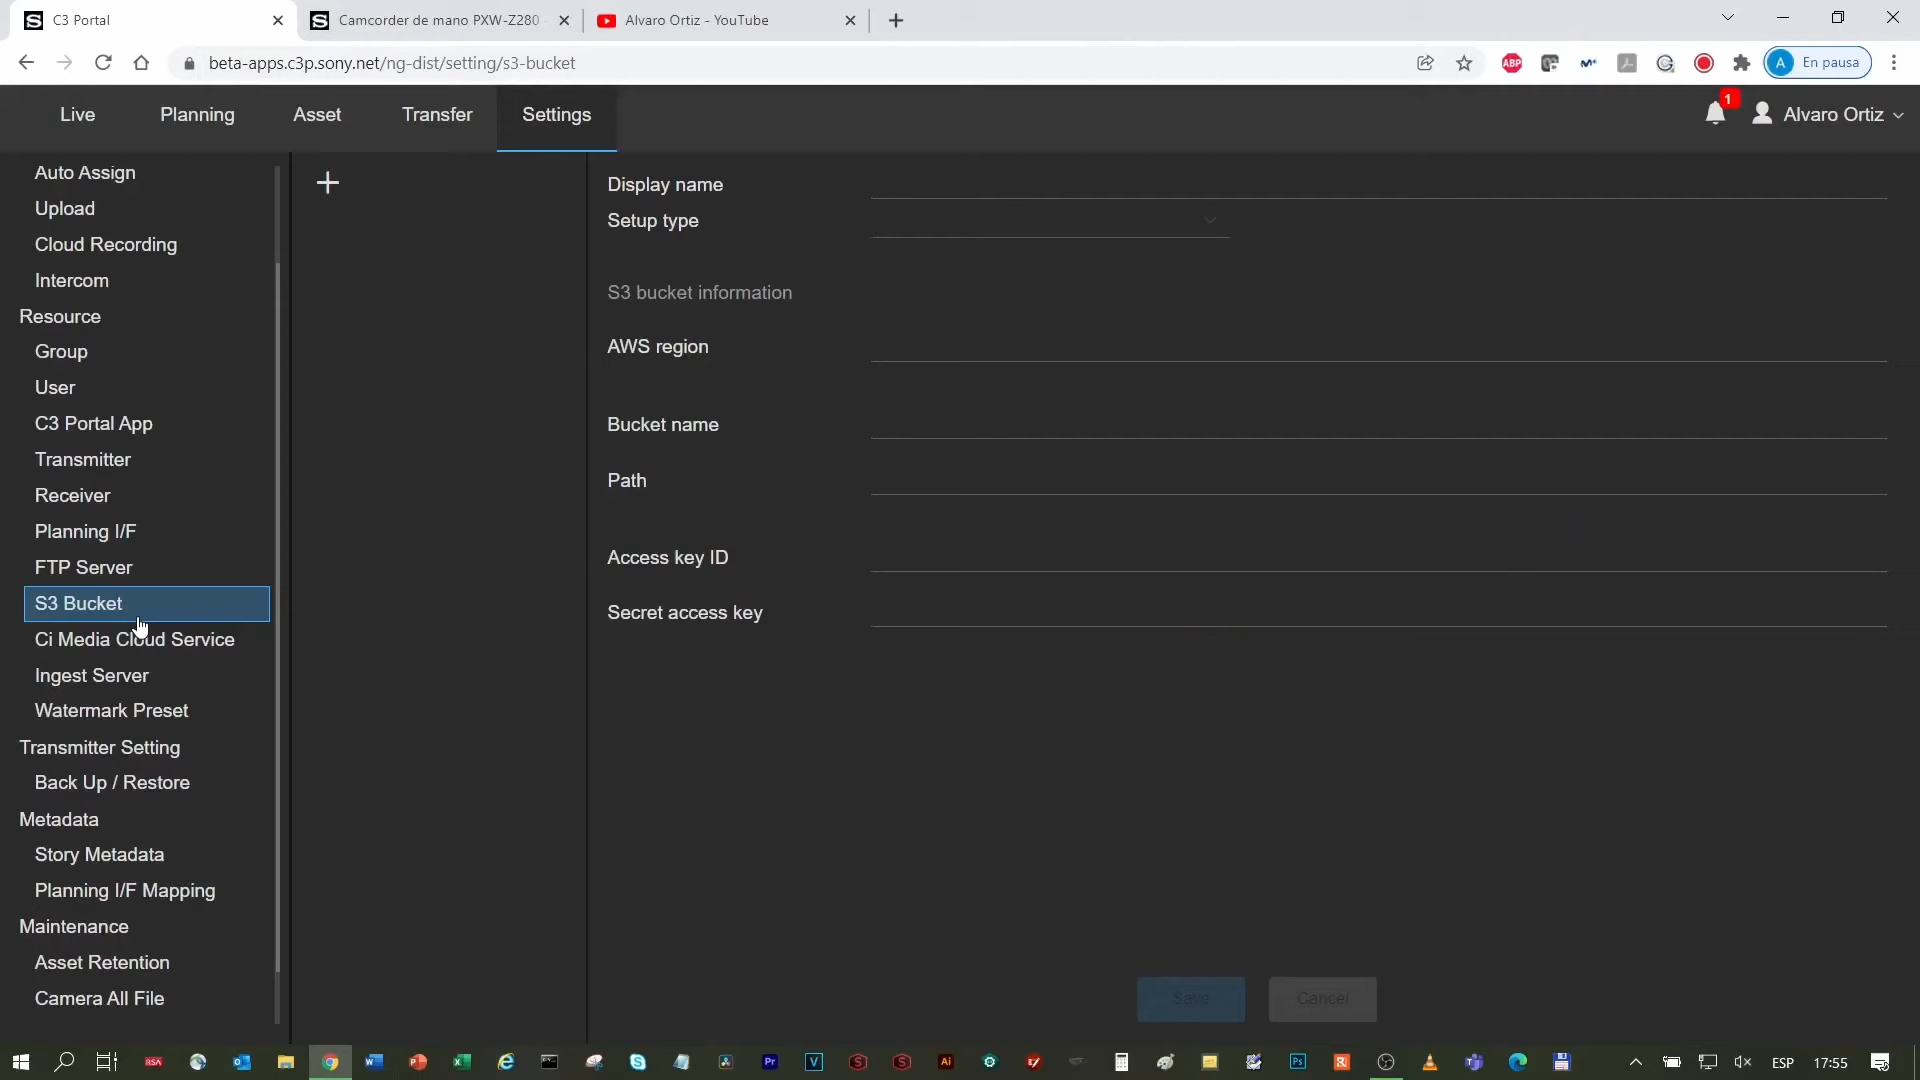 C3 Portal
Camcorder de mano PXW-Z280
Alvaro Ortiz - YouTube
beta-apps.c3p.sony.net/ng-dist/setting/s3-bucket
ABP
A En pausa
Live Planning Asset Transfer Settings
1
Alvaro Ortiz
Auto Assign
Upload
Cloud Recording
Intercom
Resource
Group
User
C3 Portal App
Transmitter
Receiver
Planning I/F
FTP Server
S3 Bucket
Ci Media Cloud Service
Ingest Server
Watermark Preset
Transmitter Setting
Back Up / Restore
Metadata
Story Metadata
Planning I/F Mapping
Maintenance
Asset Retention
Camera All File
Display name
Setup type
S3 bucket information
AWS region
Bucket name
Path
Access key ID
Secret access key
Save
Cancel
RSA
Pr
V
Ai
Ps
ESP
17:55